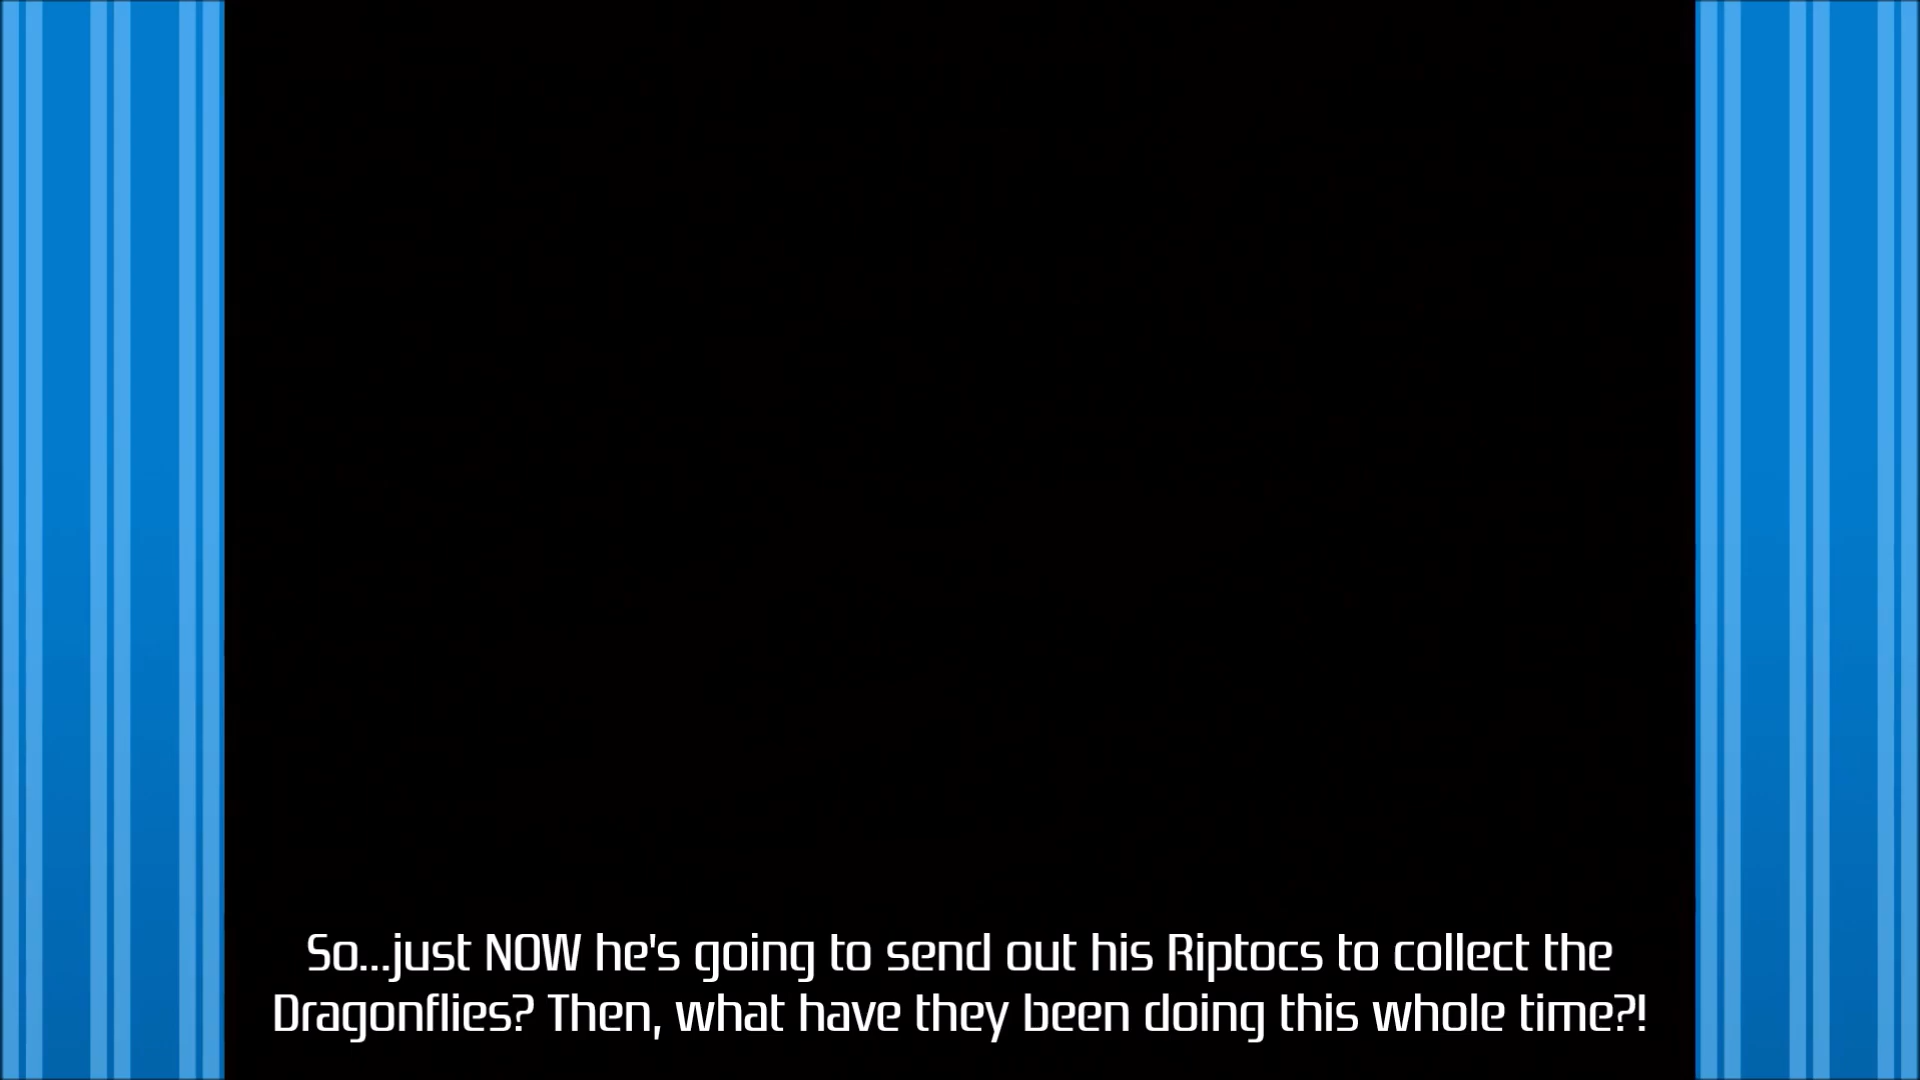 So...just NOW he's going to send out his Riptocs to collect the
Dragonflies? Then, what have they been doing this whole time?!